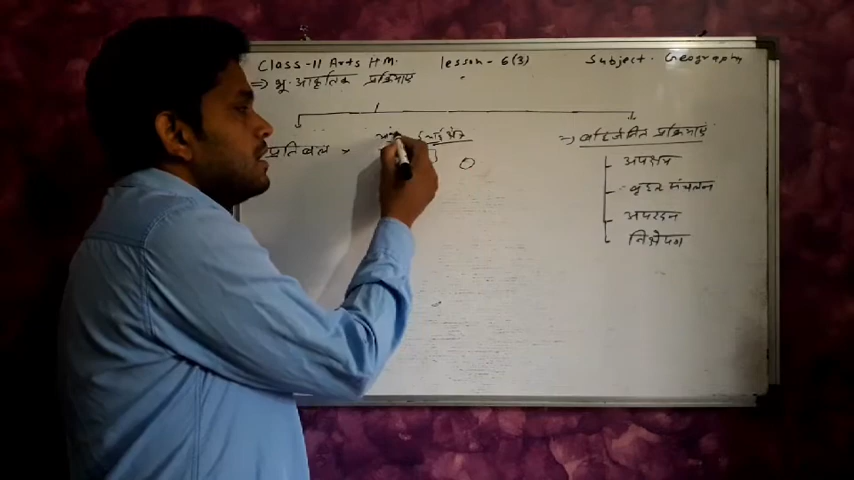 Class-11 Arts H.M. Lesson-6(3) Subject. Geography
⇒ भू-आकृतिक प्रक्रियाएं
प्रतिबल ×
⇒ बहिर्जनित प्रक्रियाएं
अपक्षय
वृहत संचलन
अपरदन
निक्षेपण